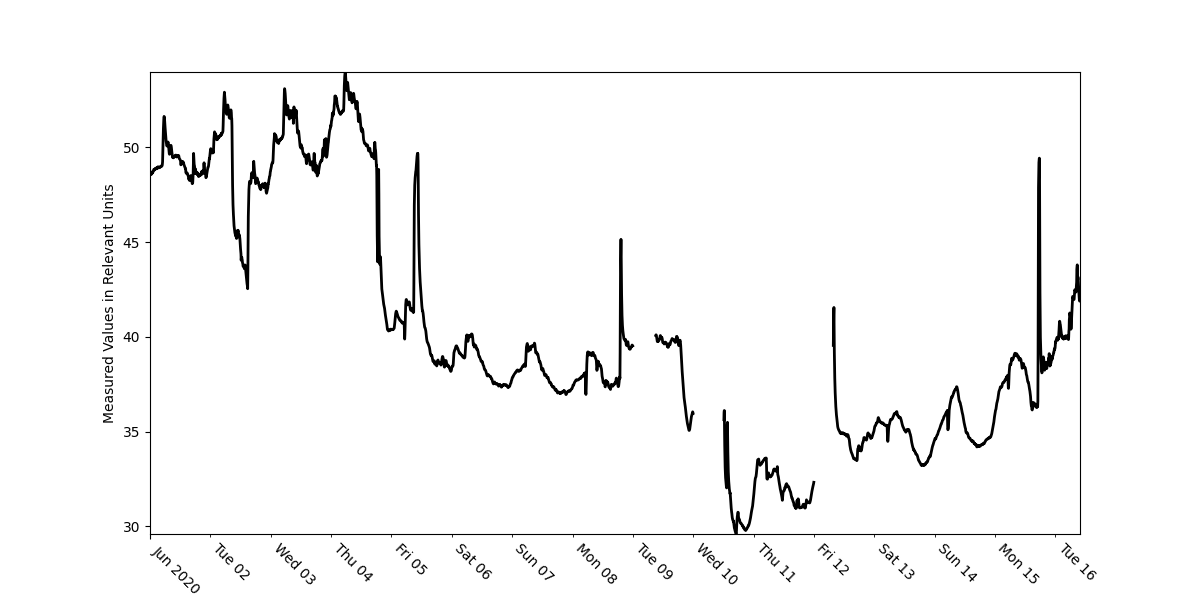 Measured Values in Relevant Units
50
45
40
35
30
Jun 2020
Tue 02
Wed 03
Thu 04
Fri 05
Sat 06
Sun 07
Mon 08
Tue 09
Wed 10
Thu 11
Fri 12
Sat 13
Sun 14
Mon 15
Tue 16